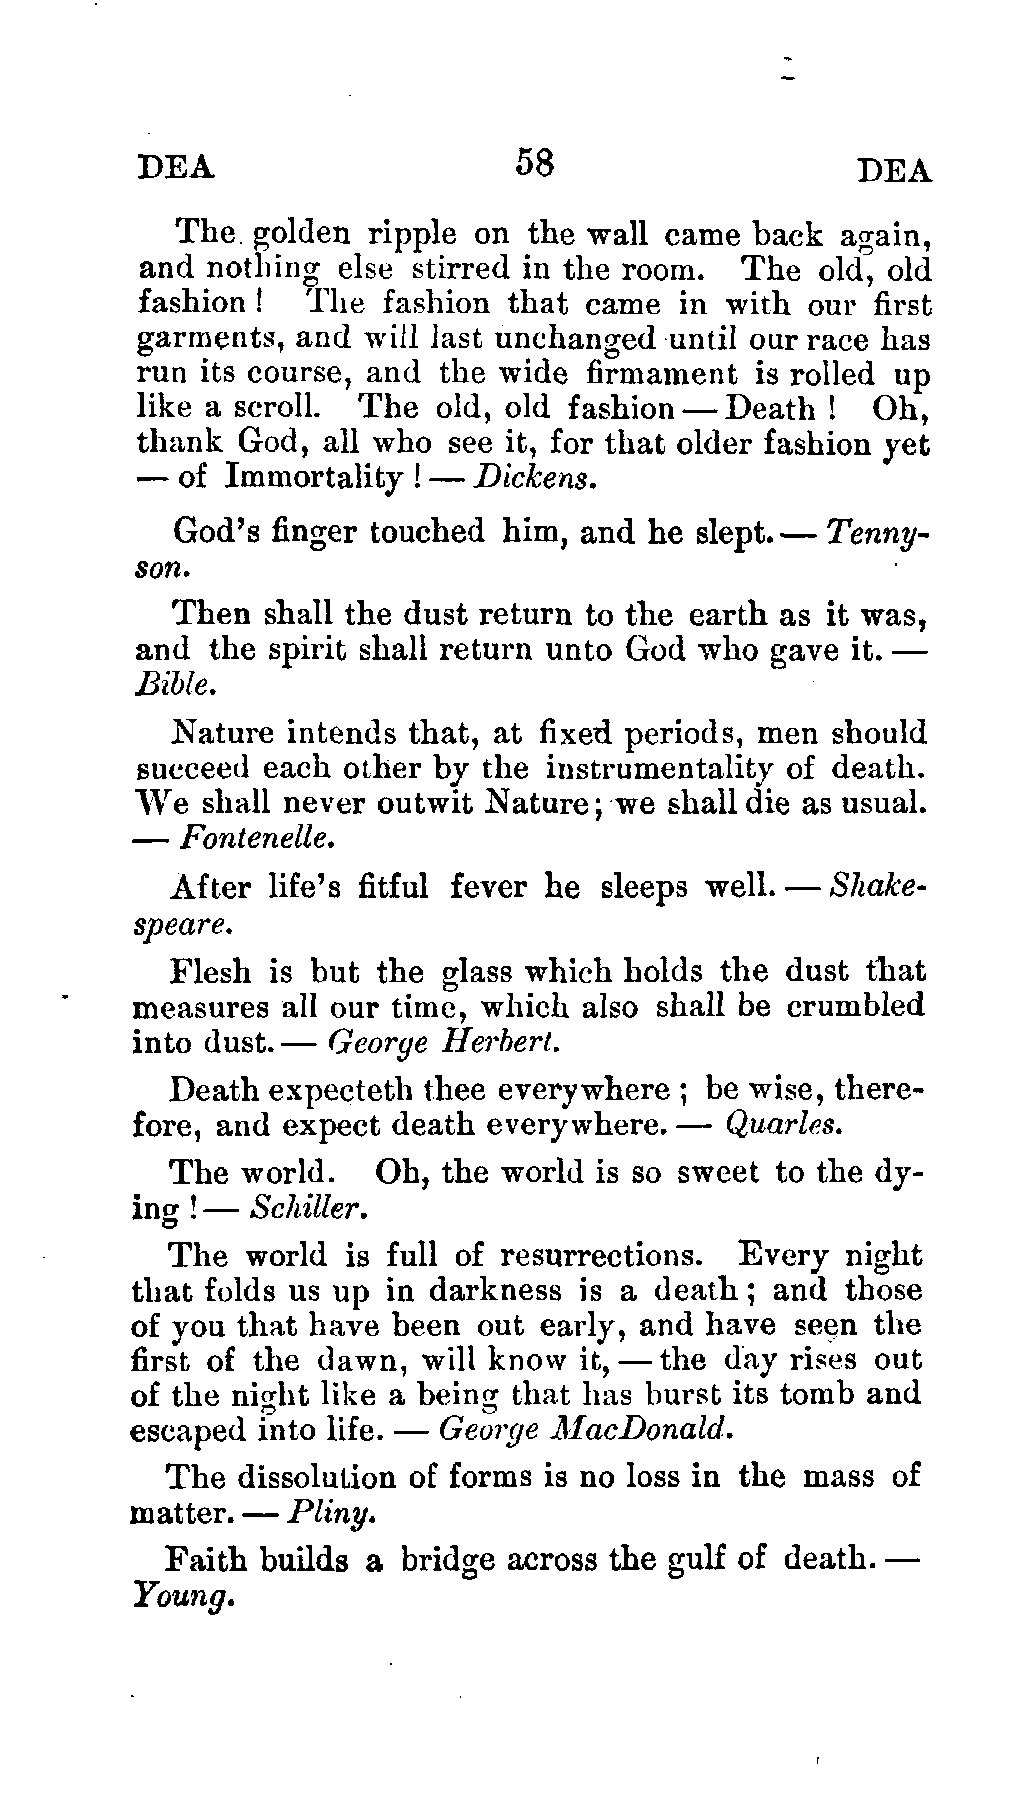 DEA 58 DEA
The golden ripple on the wall came back again,
and nothing else stirred in the room. The old, old
fashion! The fashion that came in with our first
garments, and will last unchanged until our race has
run its course, and the wide firmament is rolled up
like a scroll. The old, old fashion — Death! Oh,
thank God, all who see it, for that older fashion yet
— of Immortality! — Dickens.
God's finger touched him, and he slept. — Tenny-
son.
Then shall the dust return to the earth as it was,
and the spirit shall return unto God who gave it. —
Bible.
Nature intends that, at fixed periods, men should
succeed each other by the instrumentality of death.
We shall never outwit Nature; we shall die as usual.
— Fontenelle.
After life's fitful fever he sleeps well. — Shake-
speare.
Flesh is but the glass which holds the dust that
measures all our time, which also shall be crumbled
into dust. — George Herbert.
Death expecteth thee everywhere; be wise, there-
fore, and expect death everywhere. — Quarles.
The world. Oh, the world is so sweet to the dy-
ing! — Schiller.
The world is full of resurrections. Every night
that folds us up in darkness is a death; and those
of you that have been out early, and have seen the
first of the dawn, will know it, — the day rises out
of the night like a being that has burst its tomb and
escaped into life. — George MacDonald.
The dissolution of forms is no loss in the mass of
matter. — Pliny.
Faith builds a bridge across the gulf of death. —
Young.